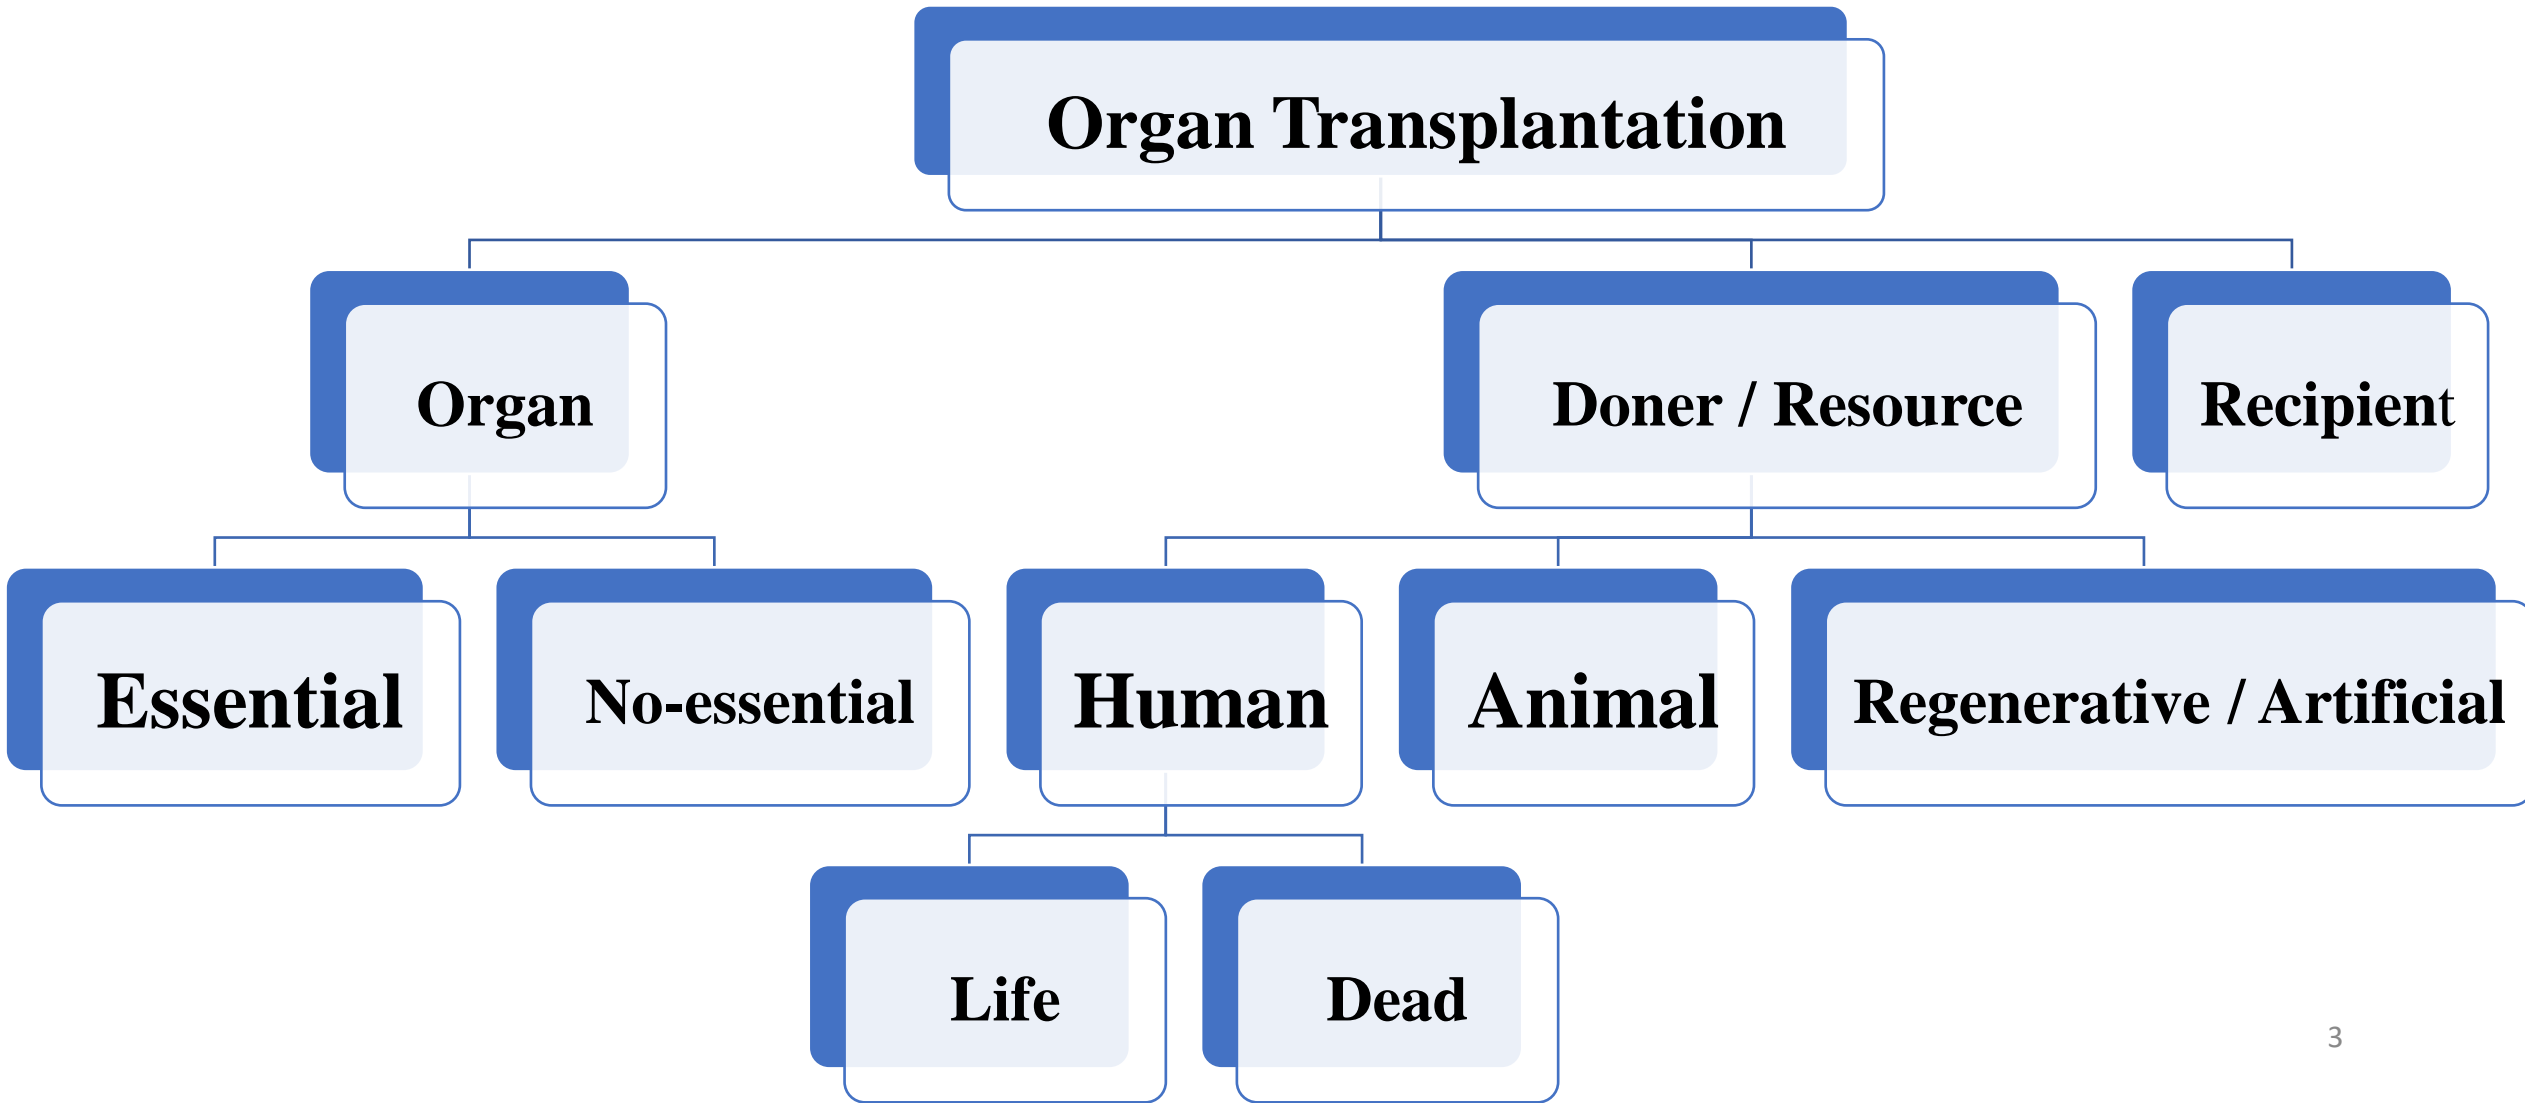 Organ Transplantation
Organ
Doner / Resource
Recipient
Essential
No-essential
Human
Animal
Regenerative / Artificial
Life
Dead
3